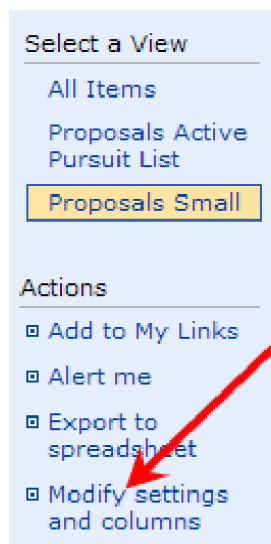 Select a View
All Items
Proposals Active
Pursuit List
Proposals Small
Actions
Add to My Links
Alert me
Export to
spreadsheet
Modify settings
and columns